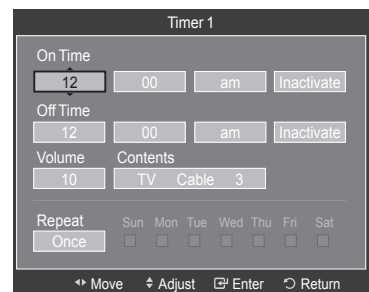 Timer 1
On Time
12 00 am Inactivate
Off Time
12 00 am Inactivate
Volume Contents
10 TV Cable 3
Repeat Sun Mon Tue Wed Thu Fri Sat
Once
Move Adjust Enter Return